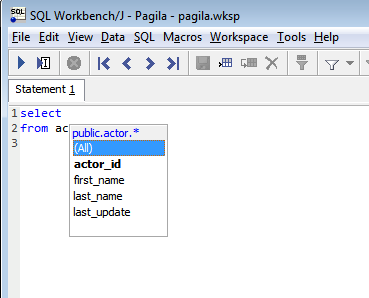 SQL
SQL Workbench/J - Pagila - pagila.wksp
File Edit View Data SQL Macros Workspace Tools Help
Statement 1
1 select
2 from ac
3
public.actor.*
(All)
actor_id
first_name
last_name
last_update